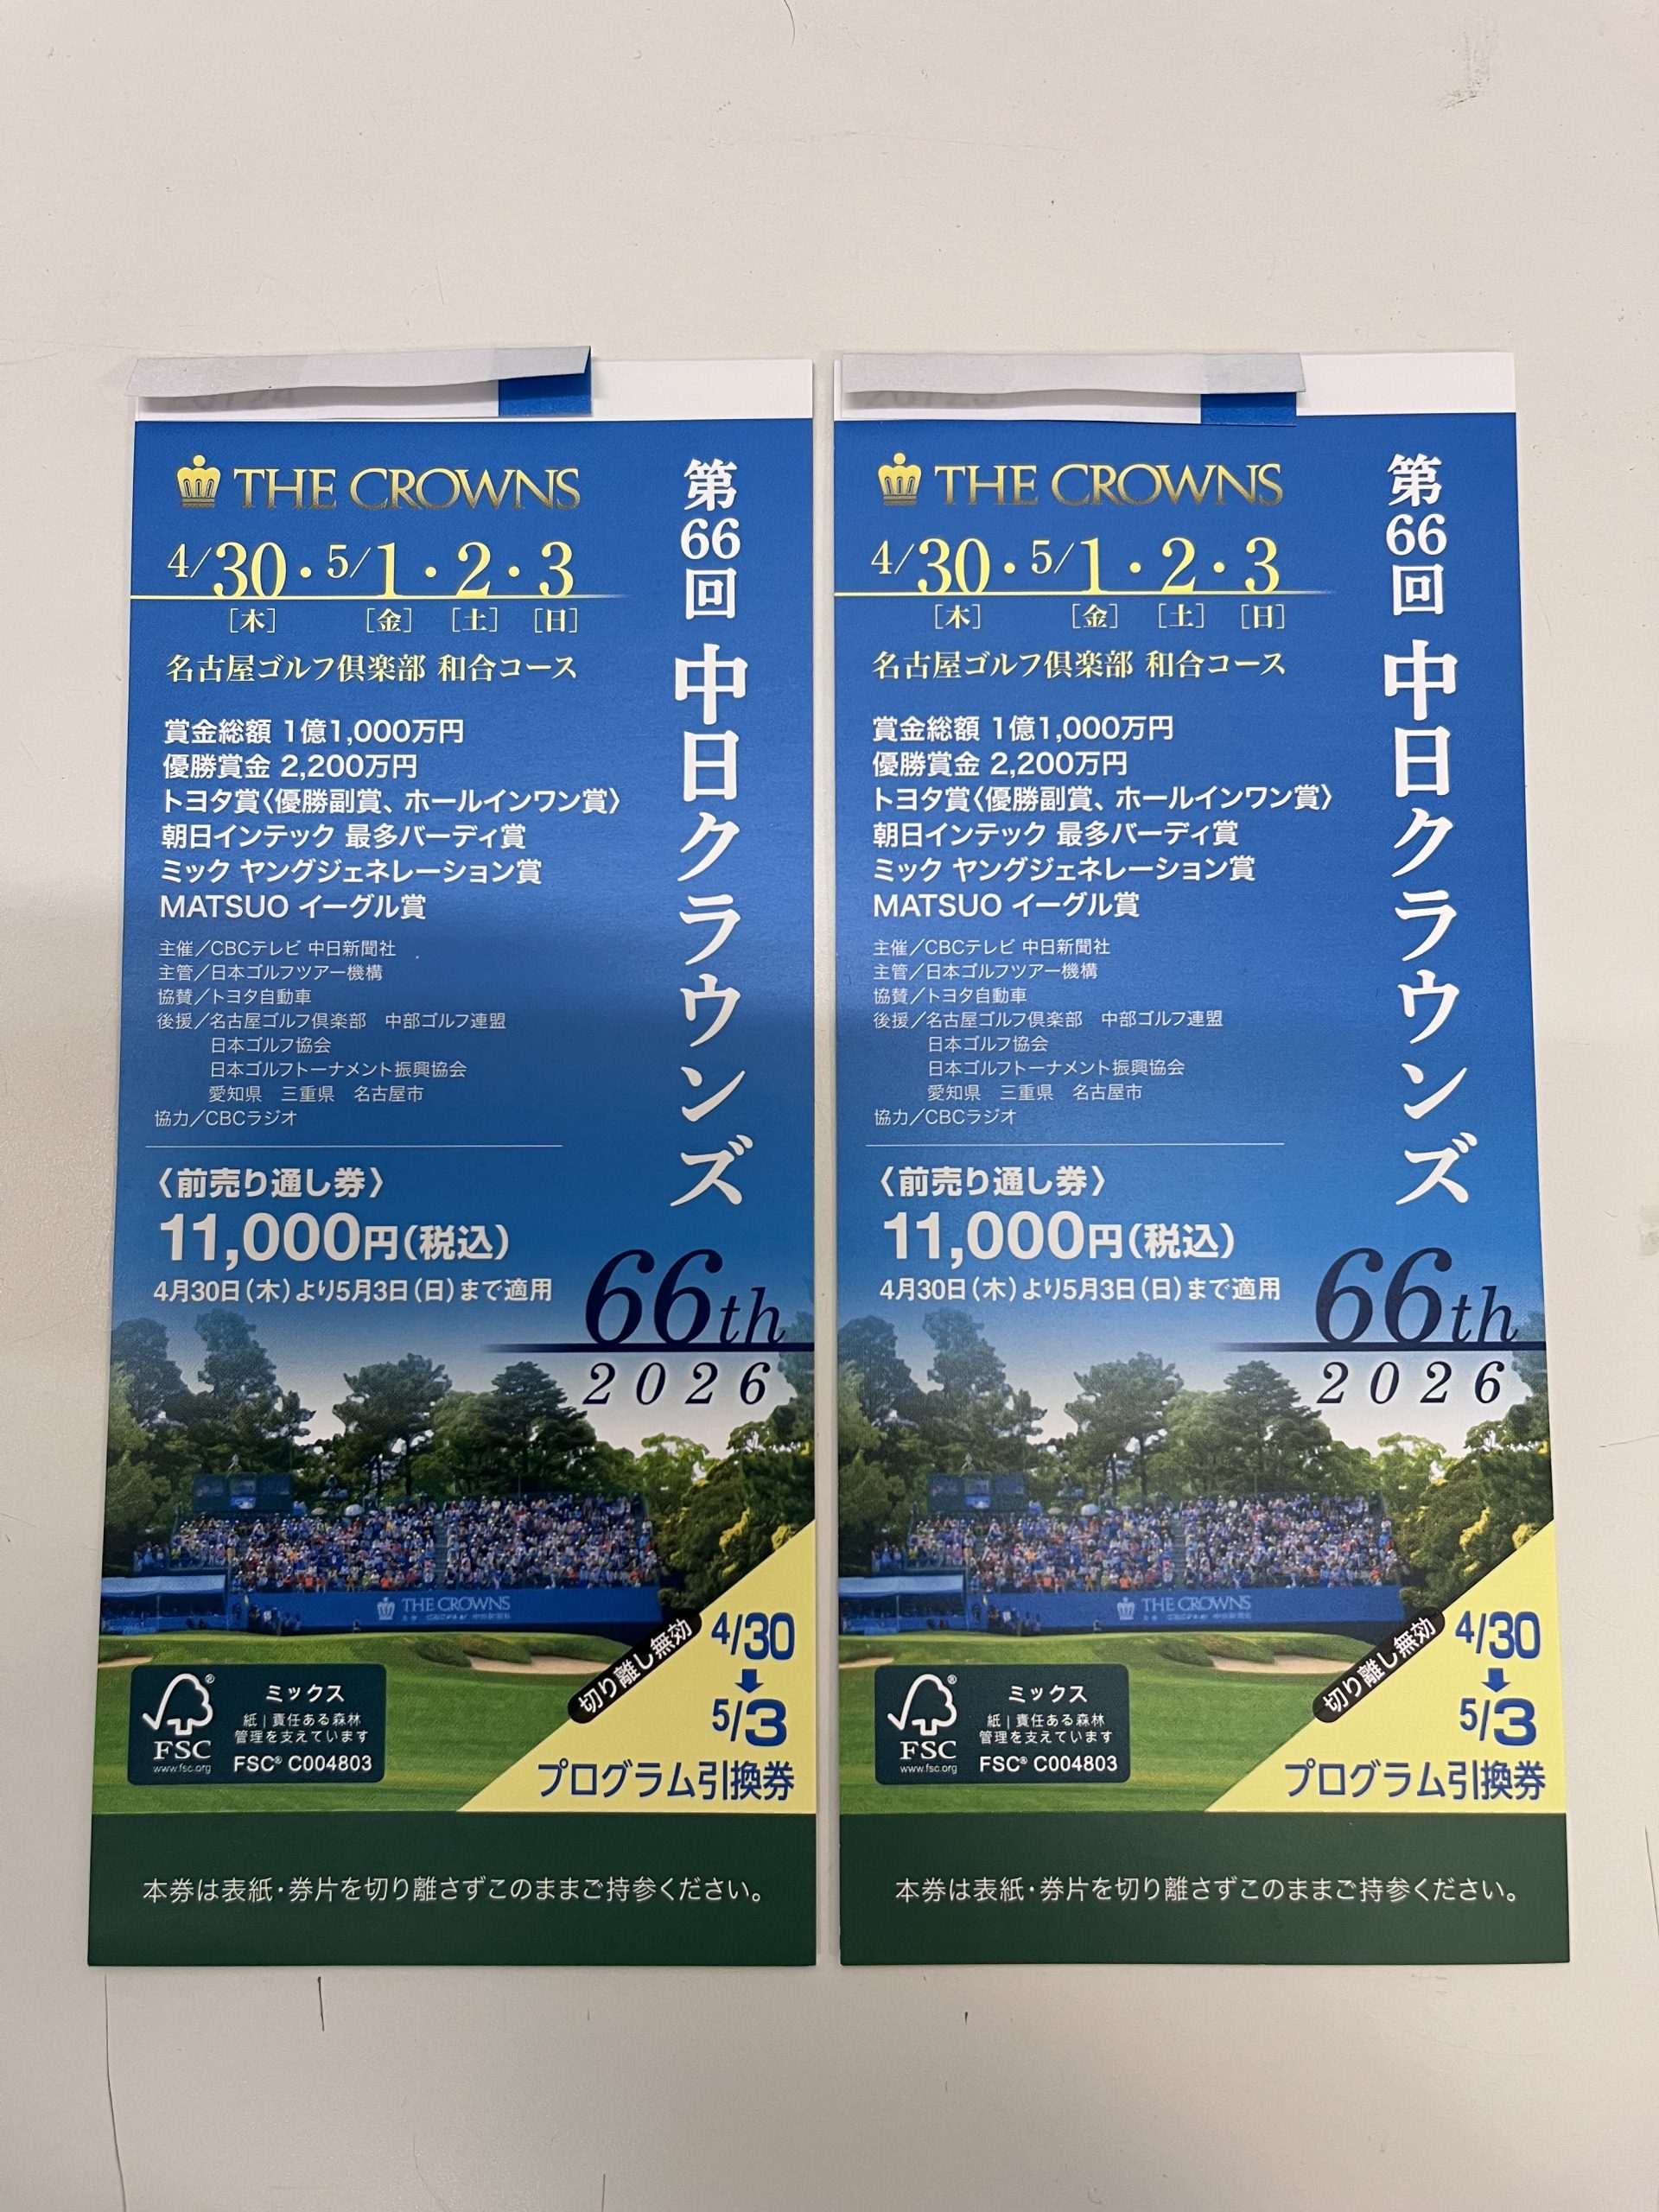 THE CROWNS
4/30・5/1・2・3
[木] [金] [土] [日]
名古屋ゴルフ倶楽部 和合コース
賞金総額 1億1,000万円
優勝賞金 2,200万円
トヨタ賞〈優勝副賞、ホールインワン賞〉
朝日インテック 最多バーディ賞
ミック ヤングジェネレーション賞
MATSUO イーグル賞
主催／CBCテレビ 中日新聞社
主管／日本ゴルフツアー機構
協賛／トヨタ自動車
後援／名古屋ゴルフ倶楽部 中部ゴルフ連盟
日本ゴルフ協会
日本ゴルフトーナメント振興協会
愛知県 三重県 名古屋市
協力／CBCラジオ
第66回 中日クラウンズ
〈前売り通し券〉
11,000円(税込)
4月30日(木)より5月3日(日)まで適用
66th
2026
THE CROWNS
切り離し無効
4/30
5/3
プログラム引換券
FSC
www.fsc.org
ミックス
紙｜責任ある森林
管理を支えています
FSC® C004803
本券は表紙・券片を切り離さずこのままご持参ください。
THE CROWNS
4/30・5/1・2・3
[木] [金] [土] [日]
名古屋ゴルフ倶楽部 和合コース
賞金総額 1億1,000万円
優勝賞金 2,200万円
トヨタ賞〈優勝副賞、ホールインワン賞〉
朝日インテック 最多バーディ賞
ミック ヤングジェネレーション賞
MATSUO イーグル賞
主催／CBCテレビ 中日新聞社
主管／日本ゴルフツアー機構
協賛／トヨタ自動車
後援／名古屋ゴルフ倶楽部 中部ゴルフ連盟
日本ゴルフ協会
日本ゴルフトーナメント振興協会
愛知県 三重県 名古屋市
協力／CBCラジオ
第66回 中日クラウンズ
〈前売り通し券〉
11,000円(税込)
4月30日(木)より5月3日(日)まで適用
66th
2026
THE CROWNS
切り離し無効
4/30
5/3
プログラム引換券
FSC
www.fsc.org
ミックス
紙｜責任ある森林
管理を支えています
FSC® C004803
本券は表紙・券片を切り離さずこのままご持参ください。